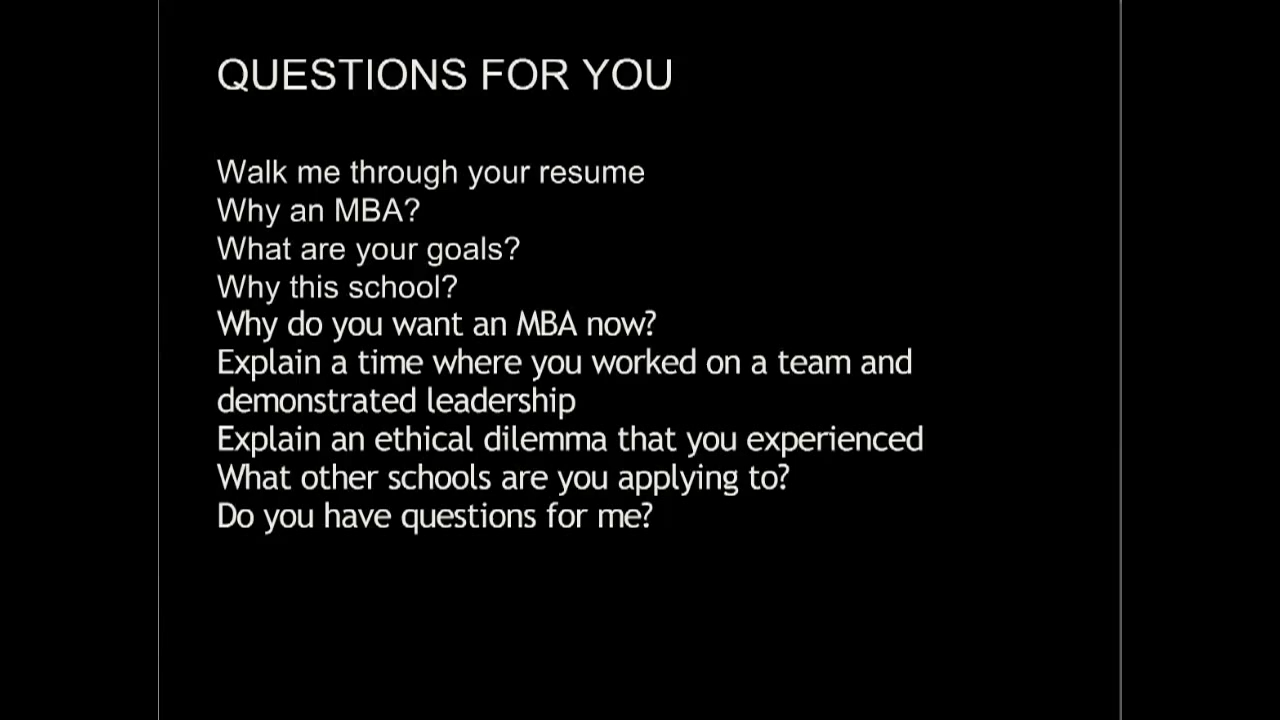 QUESTIONS FOR YOU
Walk me through your resume
Why an MBA?
What are your goals?
Why this school?
Why do you want an MBA now?
Explain a time where you worked on a team and
demonstrated leadership
Explain an ethical dilemma that you experienced
What other schools are you applying to?
Do you have questions for me?